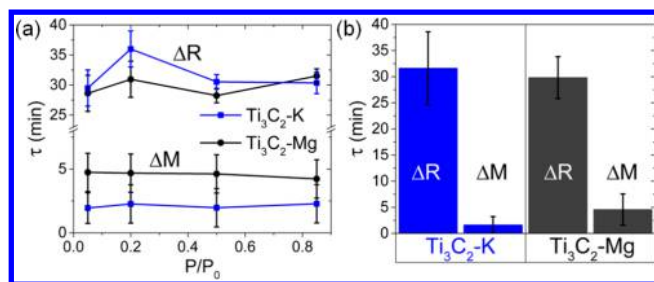 (a)
τ (min)
40
35
30
25
5
0
ΔR
Ti₃C₂-K
Ti₃C₂-Mg
ΔM
0.0 0.2 0.4 0.6 0.8
P/P₀
(b)
τ (min)
40
35
30
25
20
15
10
5
0
ΔR ΔM ΔR ΔM
Ti₃C₂-K Ti₃C₂-Mg